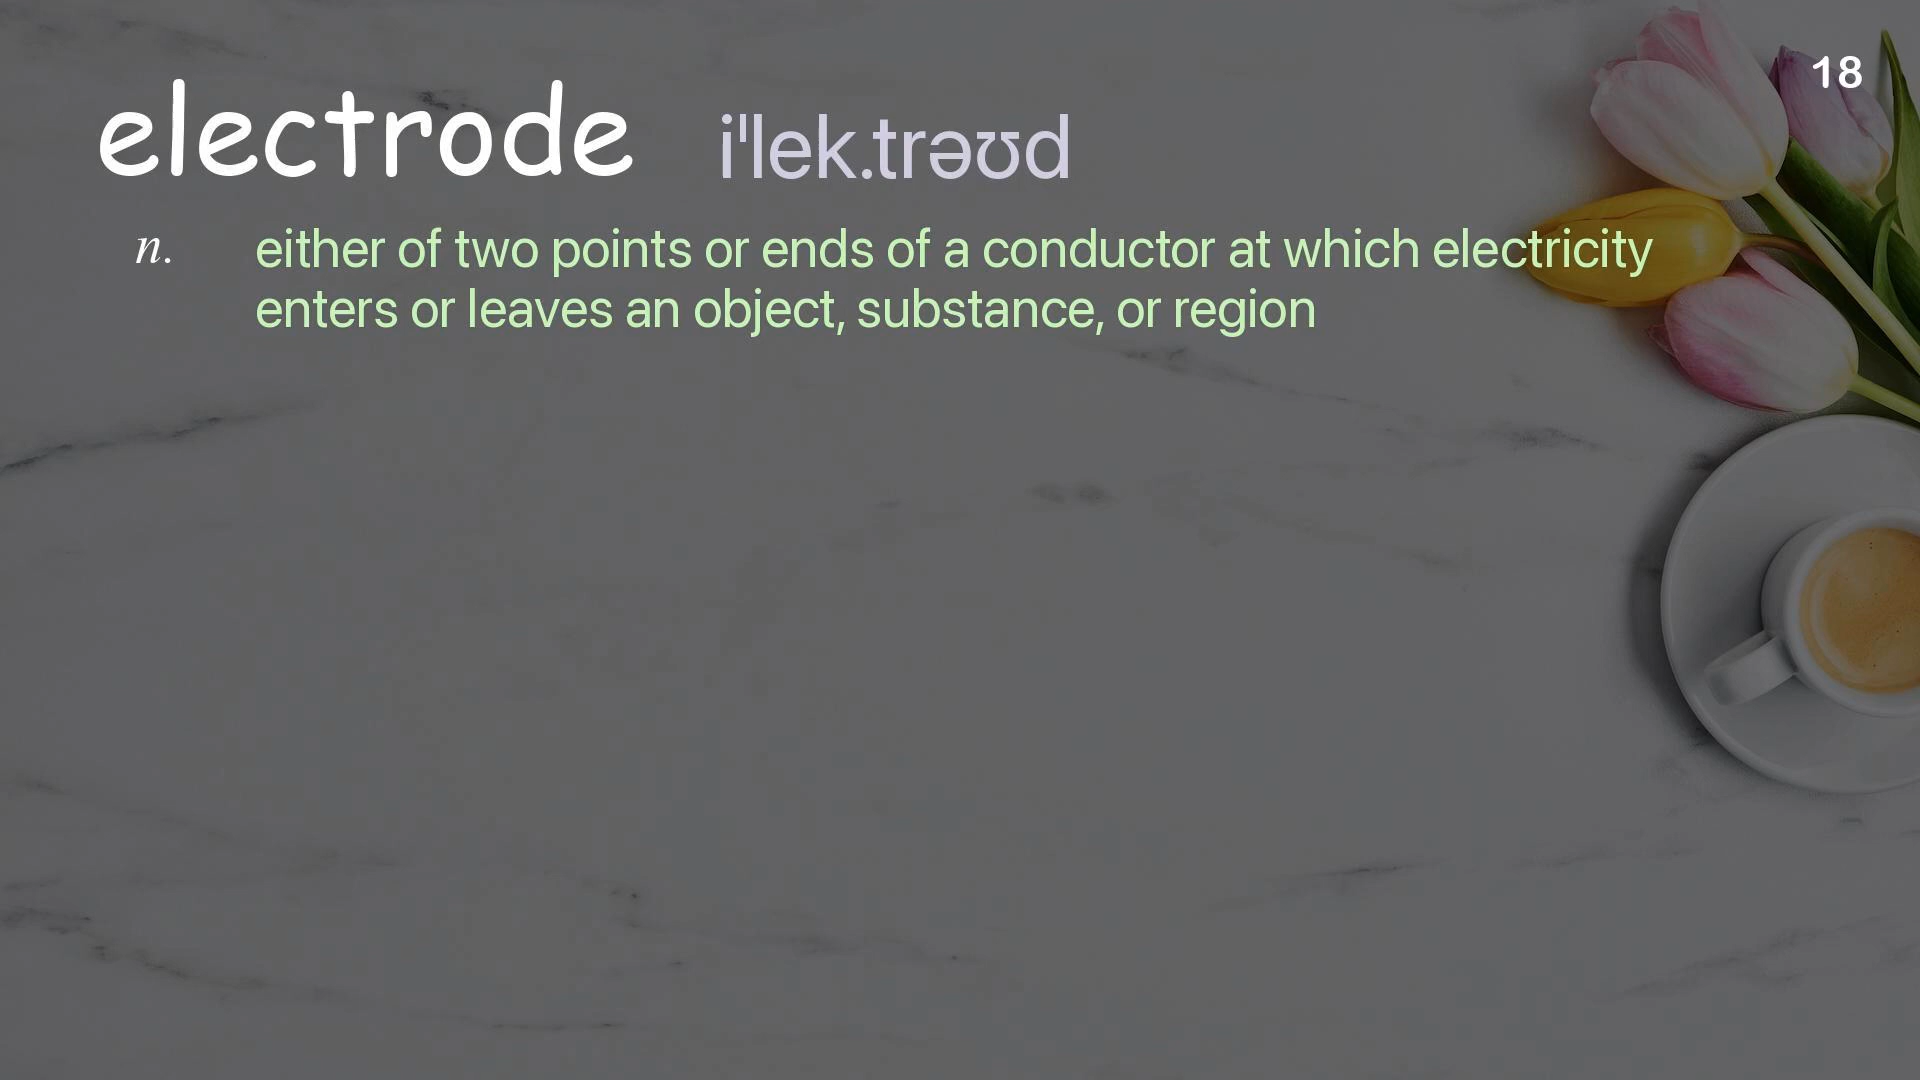 18
electrode iˈlek.trəʊd
n. either of two points or ends of a conductor at which electricity
enters or leaves an object, substance, or region